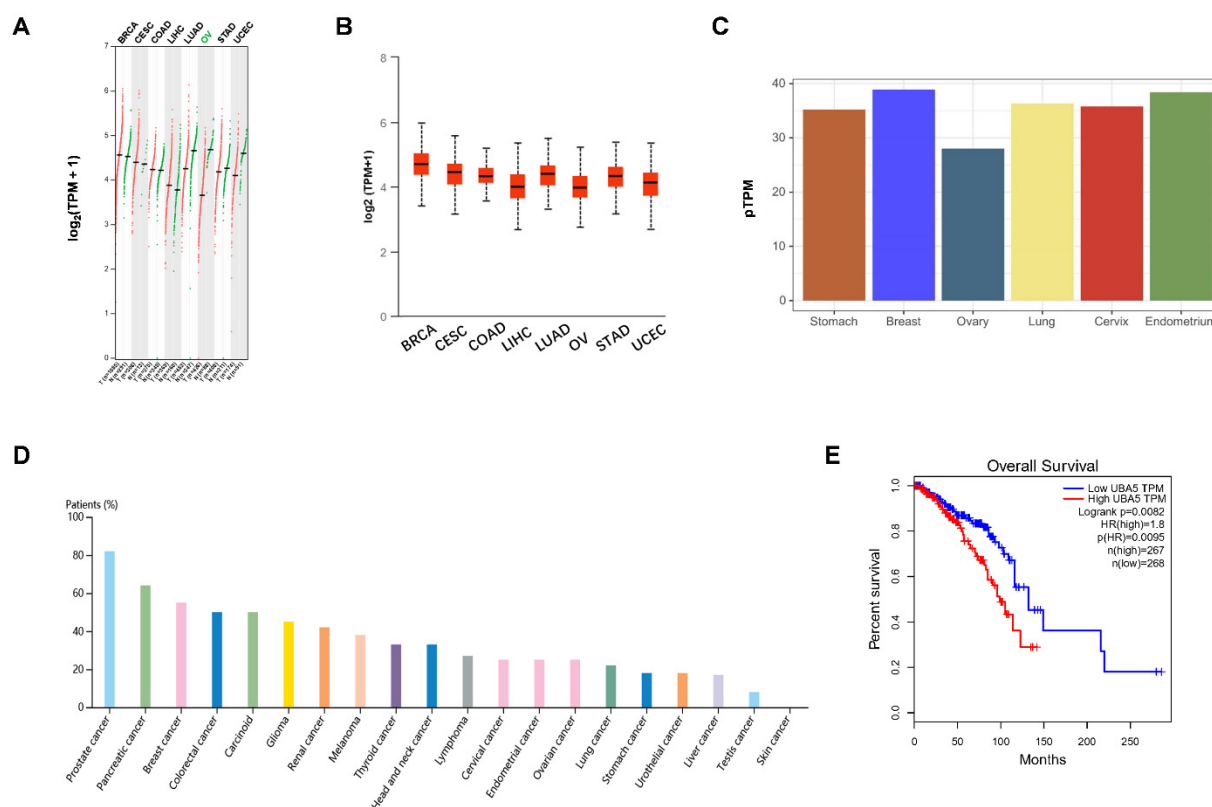 A
BRCA
CESC
COAD
LIHC
LUAD
OV
STAD
UCEC
log2(TPM + 1)
7
6
5
4
3
2
1
0
B
log2 (TPM+1)
8
6
4
2
0
BRCA
CESC
COAD
LIHC
LUAD
OV
STAD
UCEC
C
pTPM
40
30
20
10
0
Stomach
Breast
Ovary
Lung
Cervix
Endometrium
D
Patients (%)
100
80
60
40
20
0
Prostate cancer
Pancreatic cancer
Breast cancer
Colorectal cancer
Carcinoid
Glioma
Renal cancer
Melanoma
Thyroid cancer
Head and neck cancer
Lymphoma
Cervical cancer
Endometrial cancer
Ovarian cancer
Lung cancer
Stomach cancer
Urothelial cancer
Liver cancer
Testis cancer
Skin cancer
E
Overall Survival
Low UBA5 TPM
High UBA5 TPM
Logrank p=0.0082
HR(high)=1.8
p(HR)=0.0095
n(high)=267
n(low)=268
Percent survival
1.0
0.8
0.6
0.4
0.2
0.0
0
50
100
150
200
250
Months